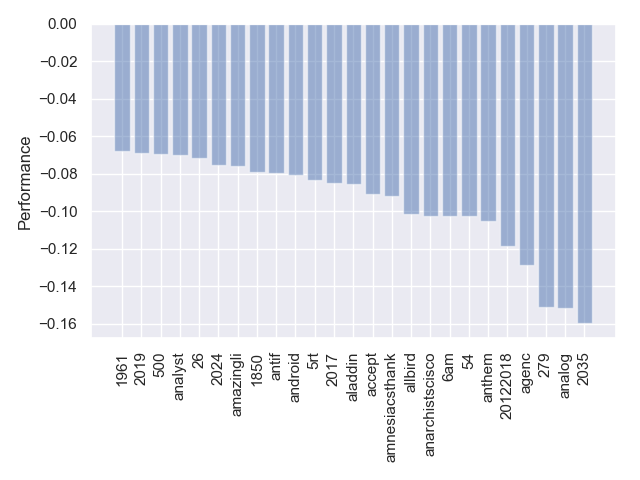 0.00
−0.02
−0.04
−0.06
−0.08
−0.10
−0.12
−0.14
−0.16
Performance
1961
2019
500
analyst
26
2024
amazingli
1850
antif
android
5rt
2017
aladdin
accept
amnesiacsthank
allbird
anarchistscisco
6am
54
anthem
20122018
agenc
279
analog
2035